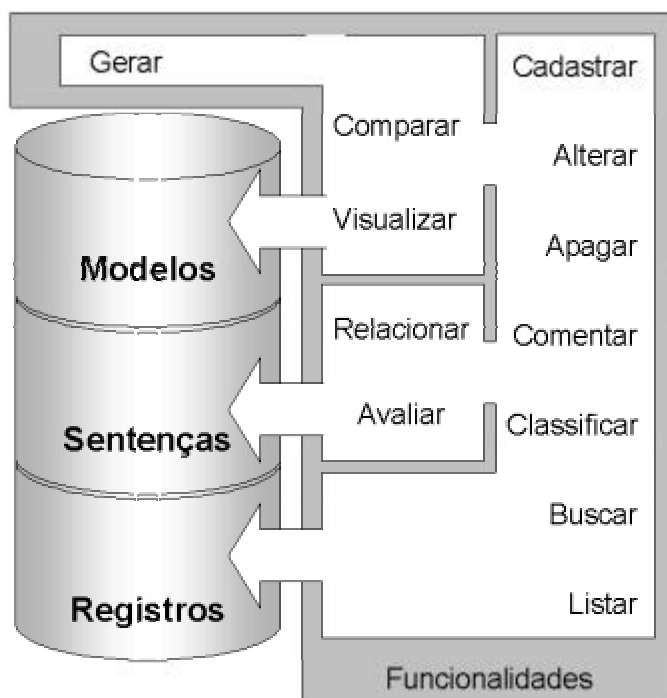 Gerar
Cadastrar
Comparar
Alterar
Visualizar
Apagar
Modelos
Relacionar
Comentar
Avaliar
Classificar
Sentenças
Buscar
Registros
Listar
Funcionalidades